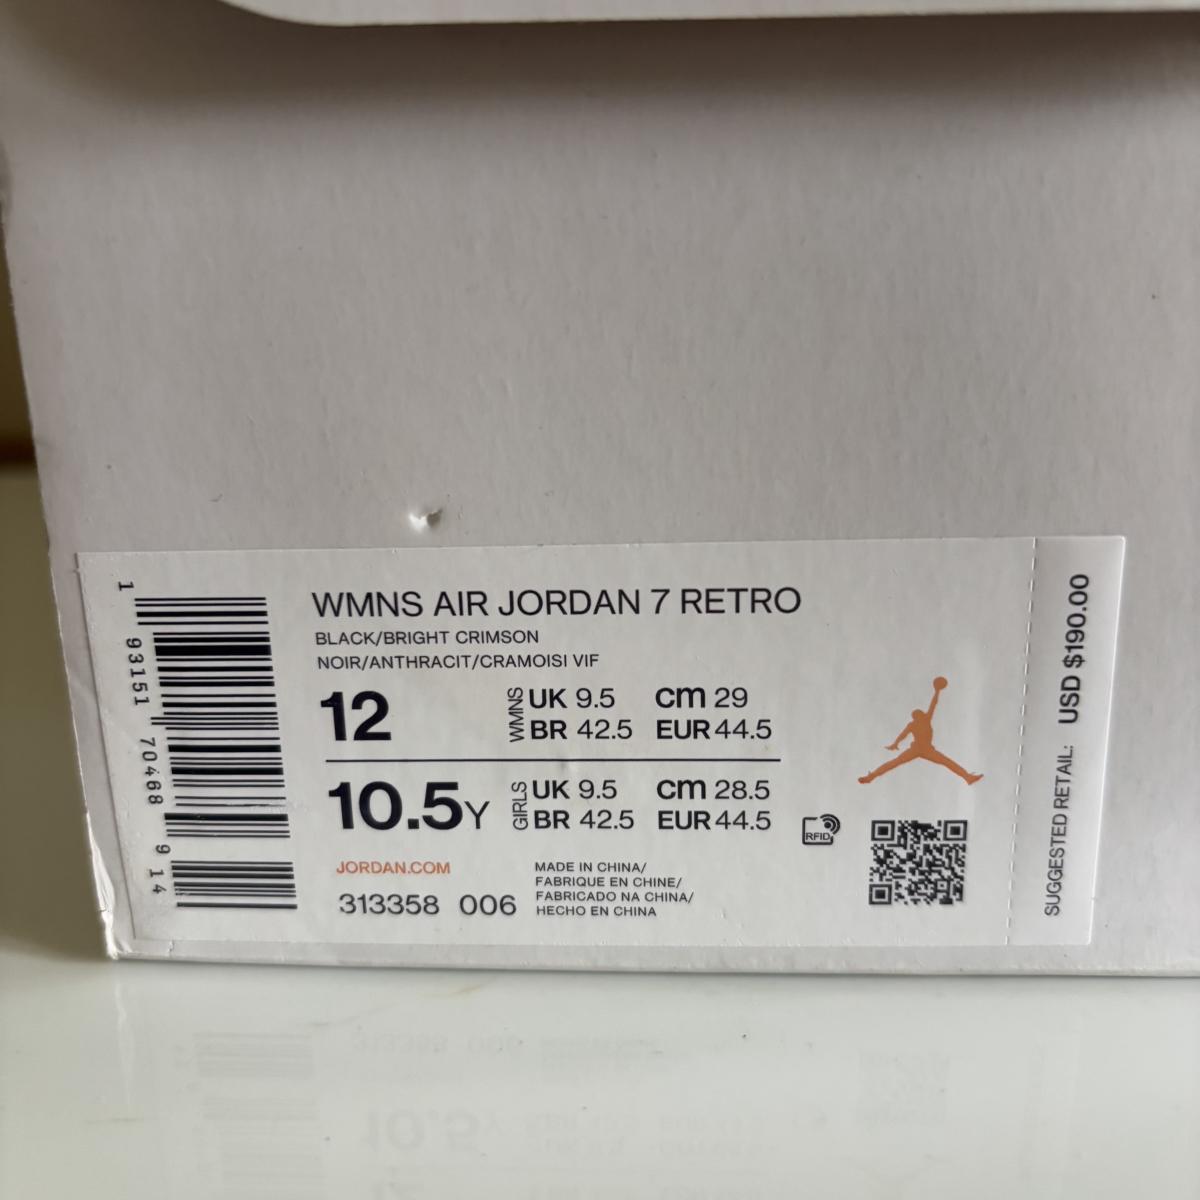 WMNS AIR JORDAN 7 RETRO
BLACK/BRIGHT CRIMSON
NOIR/ANTHRACIT/CRAMOISI VIF
12 WMNS UK 9.5 cm 29
BR 42.5 EUR 44.5
10.5Y GIRLS UK 9.5 cm 28.5
BR 42.5 EUR 44.5
RFID
JORDAN.COM
313358 006
MADE IN CHINA/
FABRIQUE EN CHINE/
FABRICADO NA CHINA/
HECHO EN CHINA
1 93151 70468 9 14
SUGGESTED RETAIL: USD $190.00